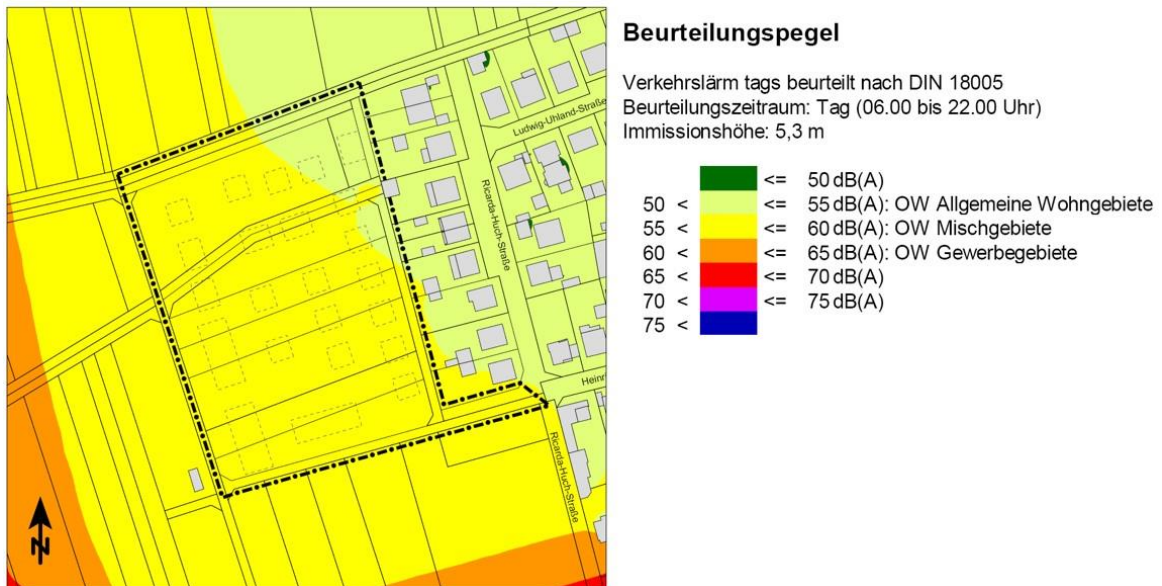 Ludwig-Uhland-Straße
Ricarda-Huch-Straße
Heinr
Ricarda-Huch-Straße
N
Beurteilungspegel
Verkehrslärm tags beurteilt nach DIN 18005
Beurteilungszeitraum: Tag (06.00 bis 22.00 Uhr)
Immissionshöhe: 5,3 m
<= 50 dB(A)
50 < <= 55 dB(A): OW Allgemeine Wohngebiete
55 < <= 60 dB(A): OW Mischgebiete
60 < <= 65 dB(A): OW Gewerbegebiete
65 < <= 70 dB(A)
70 < <= 75 dB(A)
75 <